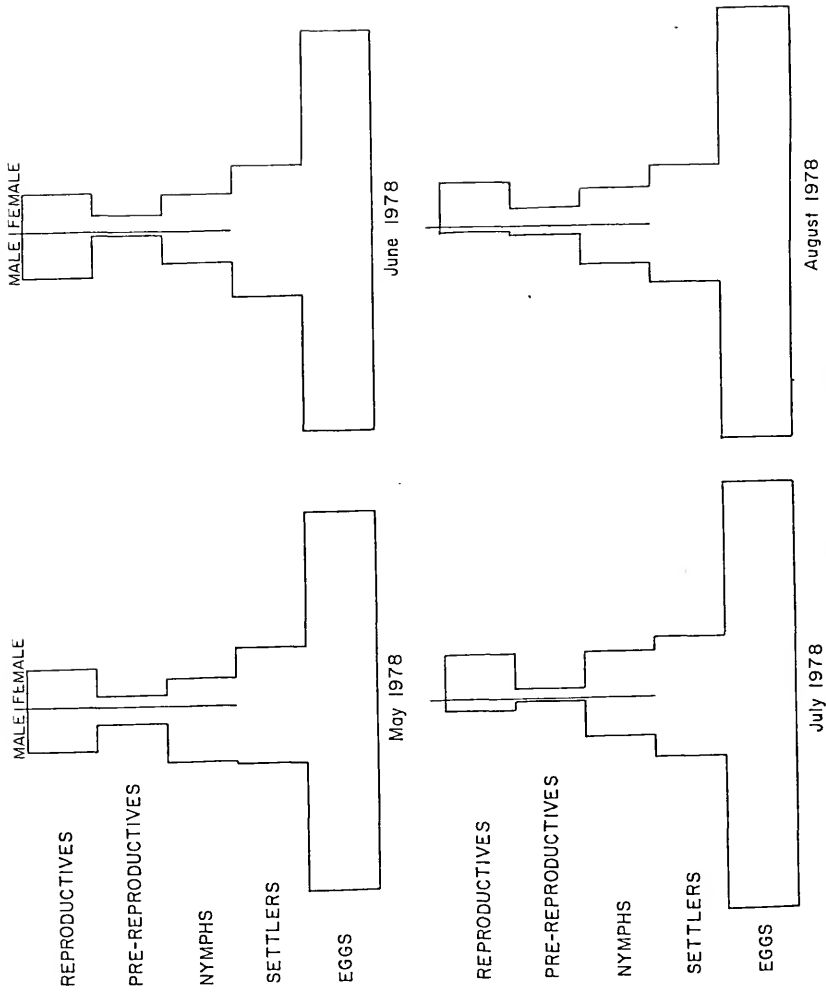 MALE | FEMALE
MALE | FEMALE
REPRODUCTIVES
PRE-REPRODUCTIVES
NYMPHS
SETTLERS
EGGS
May 1978
June 1978
REPRODUCTIVES
PRE-REPRODUCTIVES
NYMPHS
SETTLERS
EGGS
July 1978
August 1978